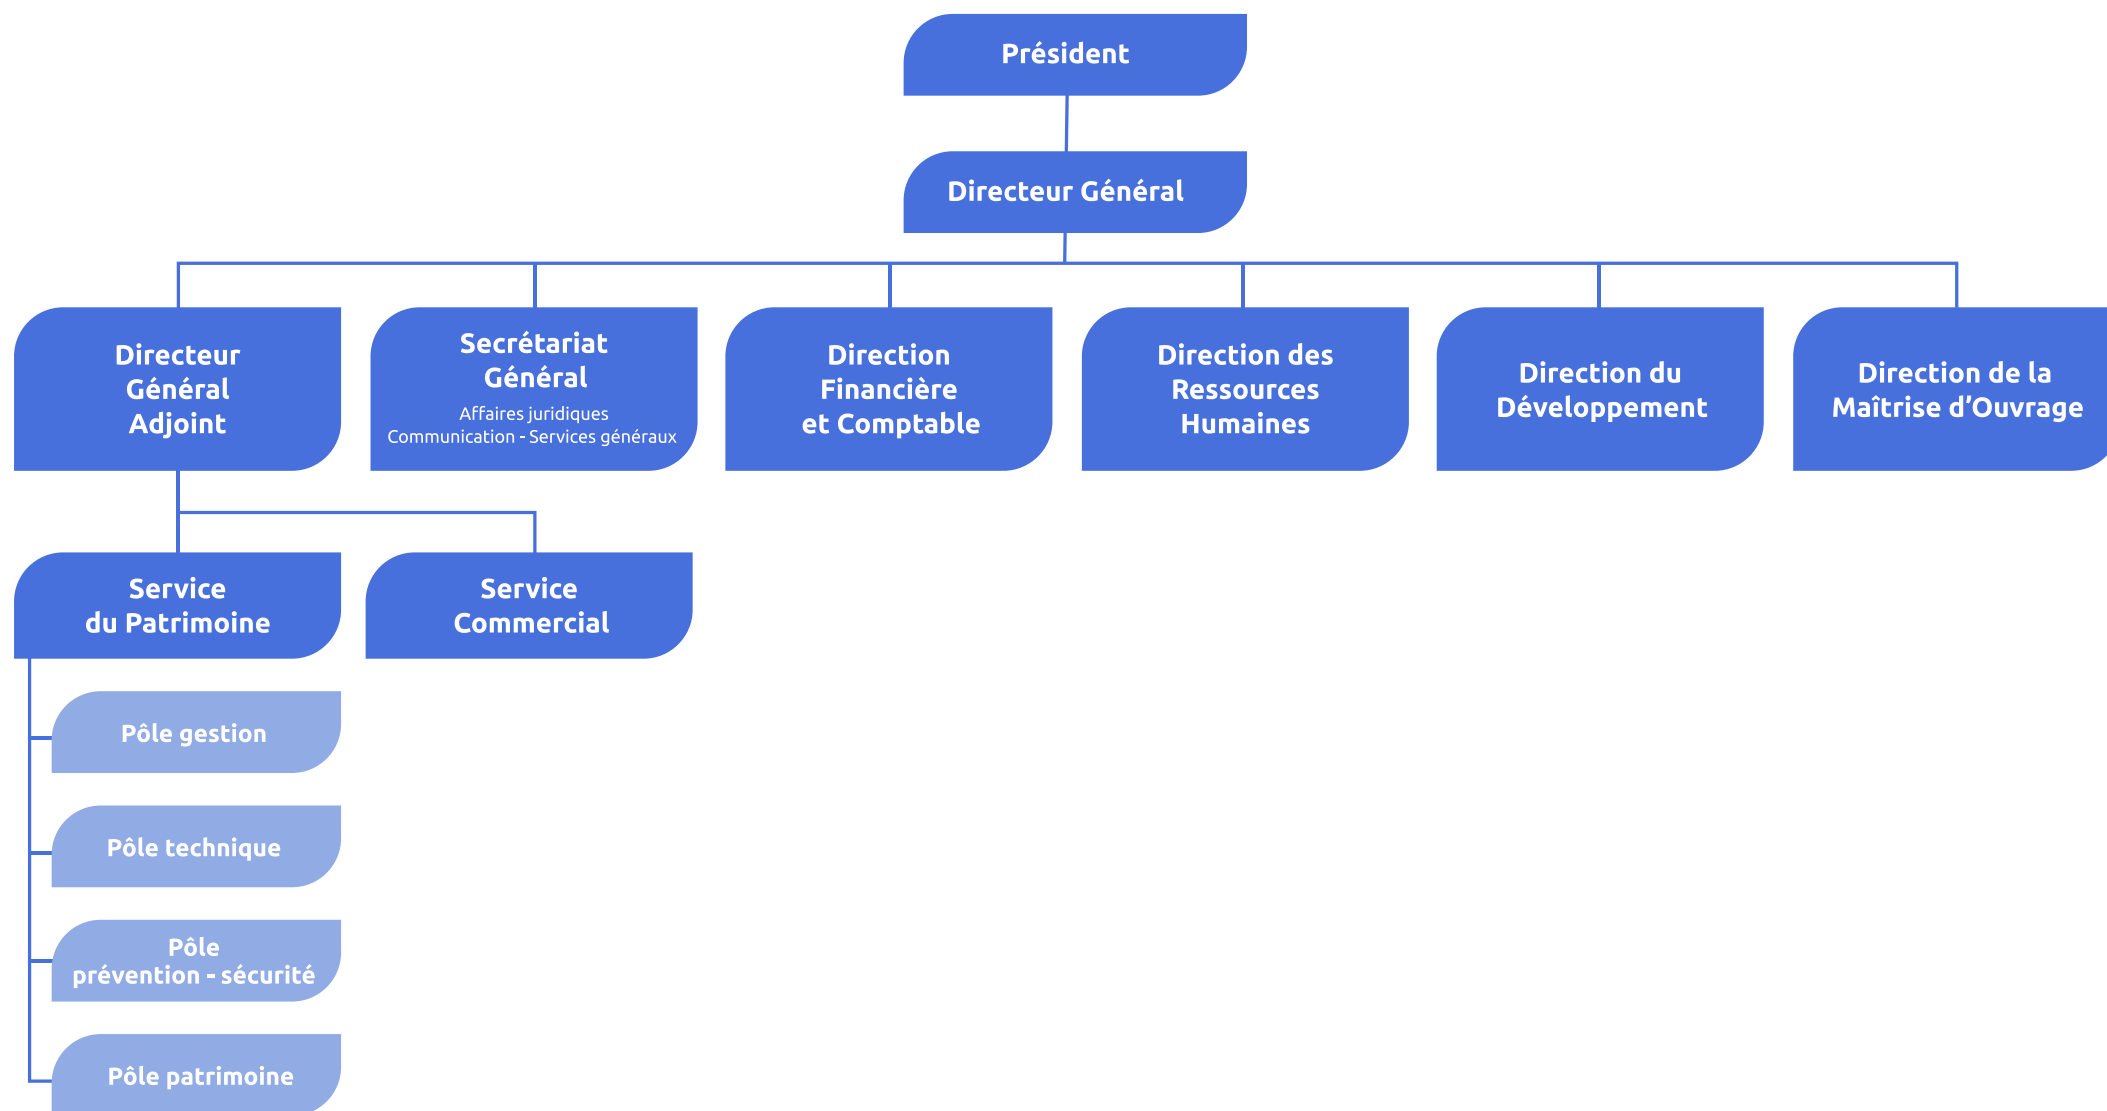 Président
Directeur Général
Directeur
Général
Adjoint
Secrétariat
Général
Affaires juridiques
Communication - Services généraux
Direction
Financière
et Comptable
Direction des
Ressources
Humaines
Direction du
Développement
Direction de la
Maîtrise d’Ouvrage
Service
du Patrimoine
Service
Commercial
Pôle gestion
Pôle technique
Pôle
prévention - sécurité
Pôle patrimoine